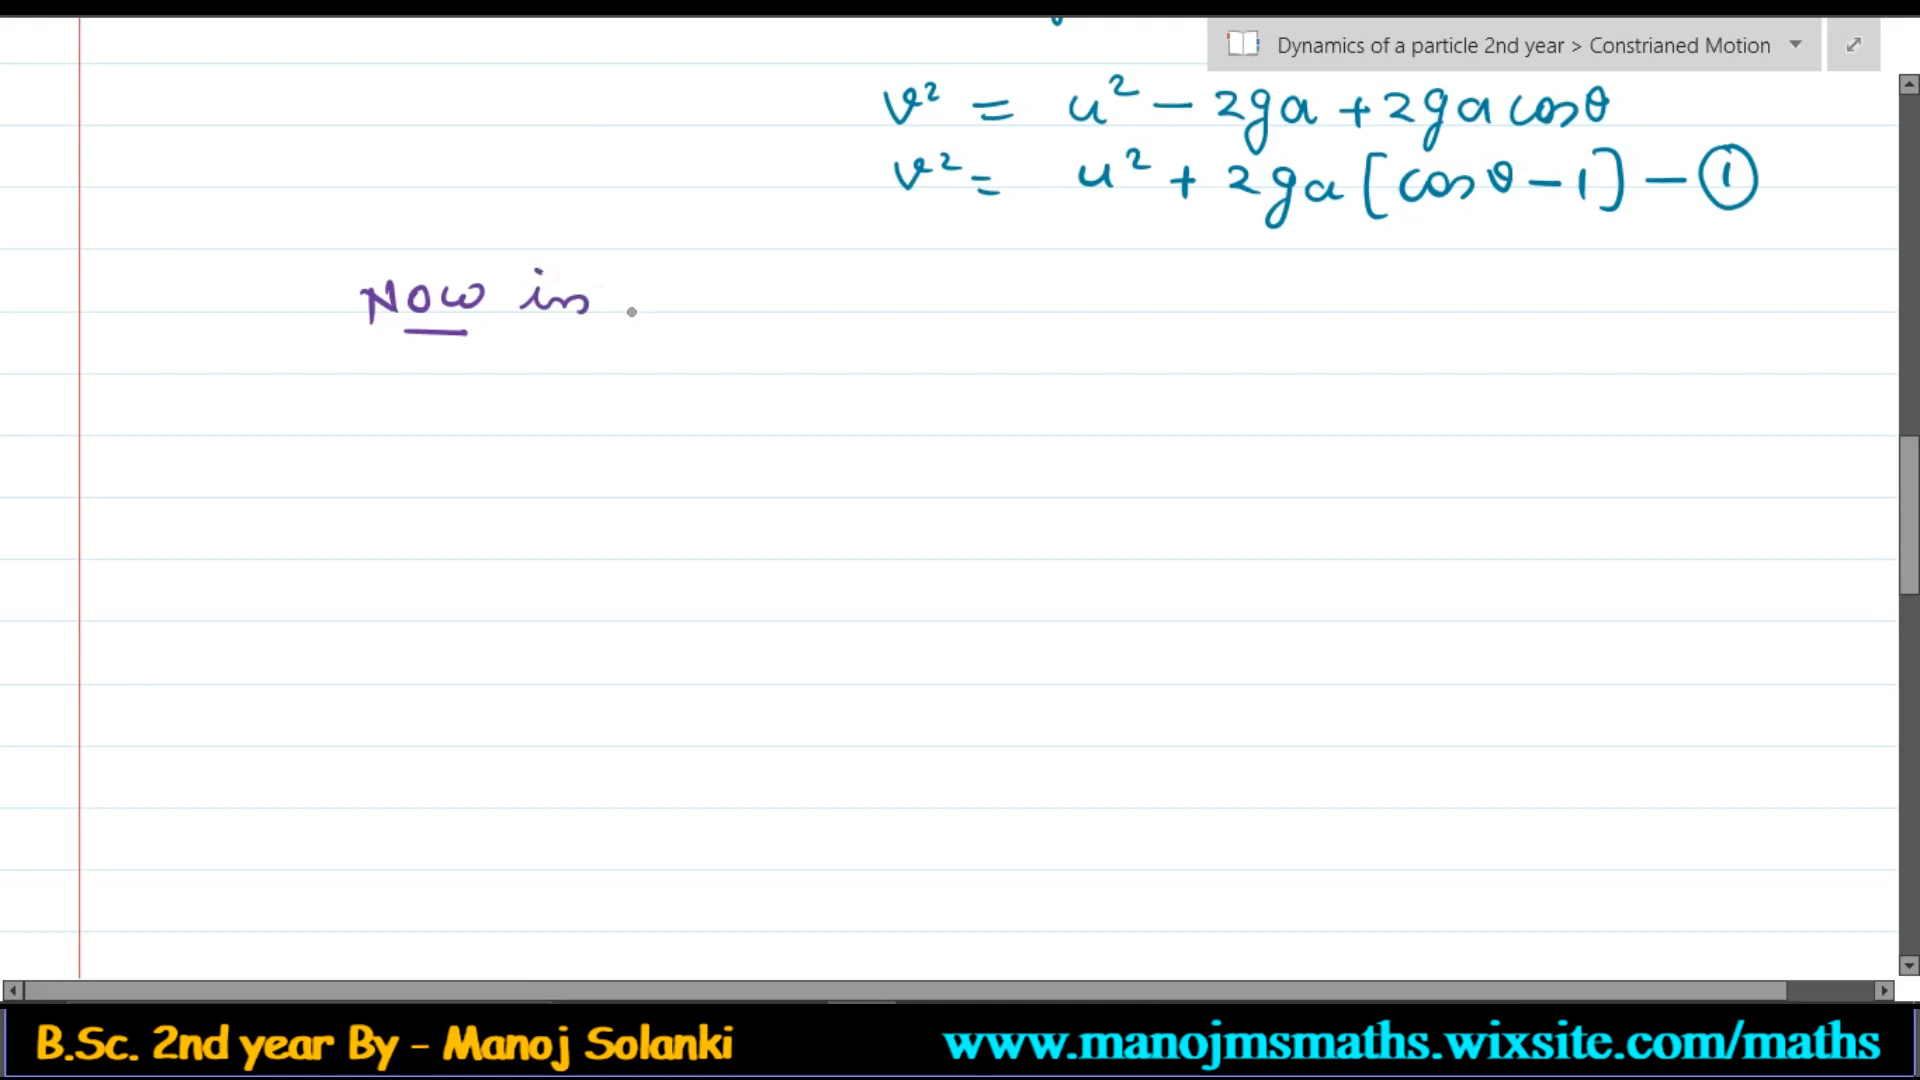 Dynamics of a particle 2nd year > Constrianed Motion
v² = u² - 2ga + 2ga cosθ
v² = u² + 2ga [cosθ - 1] - ①
Now in
B.Sc. 2nd year By - Manoj Solanki
www.manojmsmaths.wixsite.com/maths